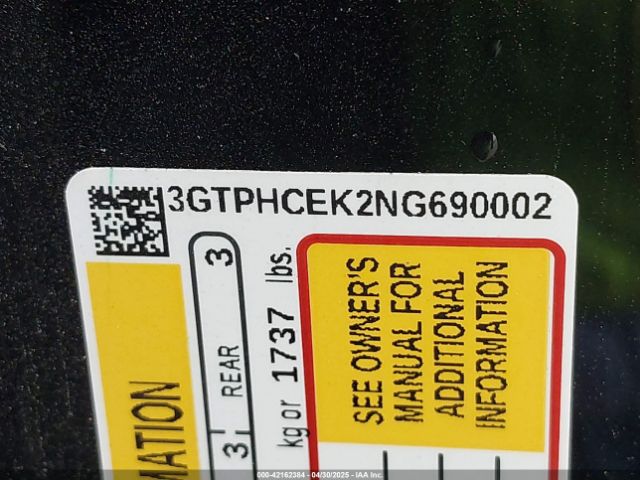 3GTPHCEK2NG690002
MATION
3 REAR 3
kg or 1737 lbs.
SEE OWNER'S
MANUAL FOR
ADDITIONAL
INFORMATION
000-42162384 - 04/30/2025 - IAA Inc.